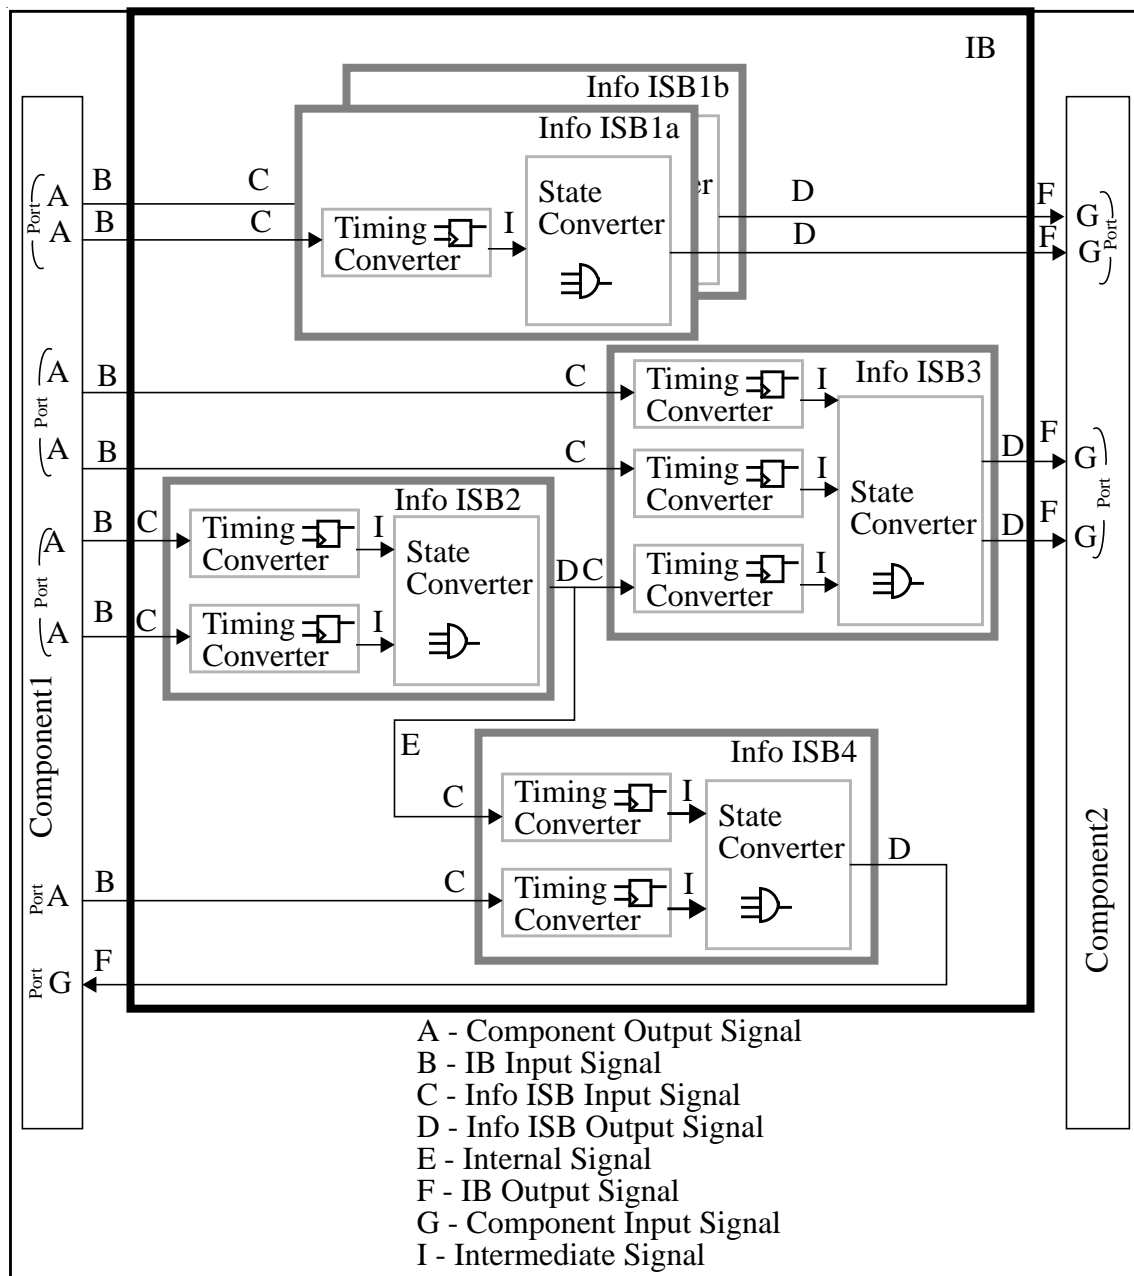 IB
Info ISB1b
Info ISB1a
er
State
Converter
Timing
Converter
I
B
C
B
C
A
A
Port
D
D
F
F
G
G
Port
A
A
Port
B
B
C
C
Info ISB3
Timing
Converter
I
Timing
Converter
I
Timing
Converter
I
State
Converter
D
D
F
F
G
G
Port
A
A
Port
B
B
C
C
Info ISB2
Timing
Converter
I
Timing
Converter
I
State
Converter
D C
E
Info ISB4
C
Timing
Converter
I
C
Timing
Converter
I
State
Converter
D
Component1
Component2
Port A
B
Port G
F
A - Component Output Signal
B - IB Input Signal
C - Info ISB Input Signal
D - Info ISB Output Signal
E - Internal Signal
F - IB Output Signal
G - Component Input Signal
I - Intermediate Signal